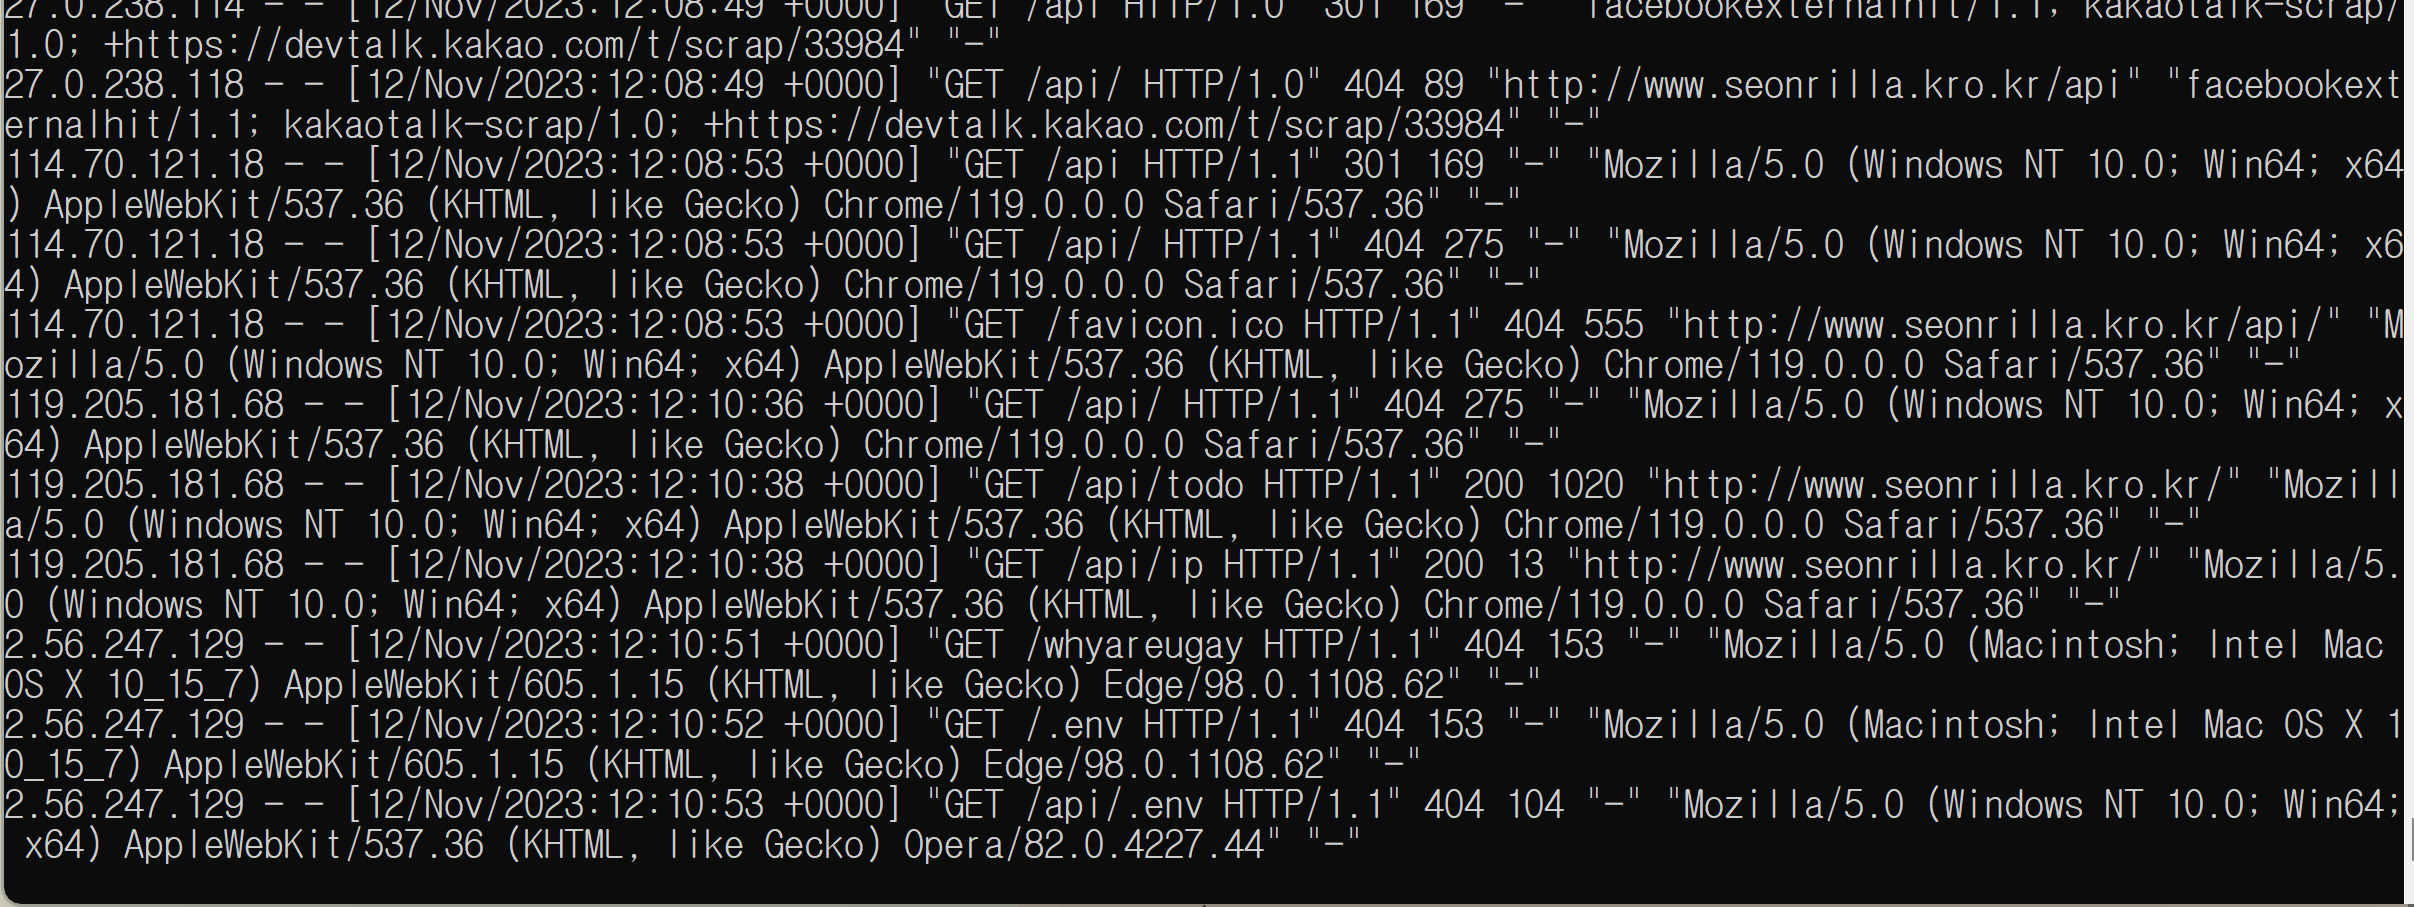 27.0.238.114 - - [12/Nov/2023:12:08:49 +0000] "GET /api HTTP/1.0" 301 169 "-" "facebookexternalhit/1.1; kakaotalk-scrap/
1.0; +https://devtalk.kakao.com/t/scrap/33984" "-"
27.0.238.118 - - [12/Nov/2023:12:08:49 +0000] "GET /api/ HTTP/1.0" 404 89 "http://www.seonrilla.kro.kr/api" "facebookext
ernalhit/1.1; kakaotalk-scrap/1.0; +https://devtalk.kakao.com/t/scrap/33984" "-"
114.70.121.18 - - [12/Nov/2023:12:08:53 +0000] "GET /api HTTP/1.1" 301 169 "-" "Mozilla/5.0 (Windows NT 10.0; Win64; x64
) AppleWebKit/537.36 (KHTML, like Gecko) Chrome/119.0.0.0 Safari/537.36" "-"
114.70.121.18 - - [12/Nov/2023:12:08:53 +0000] "GET /api/ HTTP/1.1" 404 275 "-" "Mozilla/5.0 (Windows NT 10.0; Win64; x6
4) AppleWebKit/537.36 (KHTML, like Gecko) Chrome/119.0.0.0 Safari/537.36" "-"
114.70.121.18 - - [12/Nov/2023:12:08:53 +0000] "GET /favicon.ico HTTP/1.1" 404 555 "http://www.seonrilla.kro.kr/api/" "M
ozilla/5.0 (Windows NT 10.0; Win64; x64) AppleWebKit/537.36 (KHTML, like Gecko) Chrome/119.0.0.0 Safari/537.36" "-"
119.205.181.68 - - [12/Nov/2023:12:10:36 +0000] "GET /api/ HTTP/1.1" 404 275 "-" "Mozilla/5.0 (Windows NT 10.0; Win64; x
64) AppleWebKit/537.36 (KHTML, like Gecko) Chrome/119.0.0.0 Safari/537.36" "-"
119.205.181.68 - - [12/Nov/2023:12:10:38 +0000] "GET /api/todo HTTP/1.1" 200 1020 "http://www.seonrilla.kro.kr/" "Mozill
a/5.0 (Windows NT 10.0; Win64; x64) AppleWebKit/537.36 (KHTML, like Gecko) Chrome/119.0.0.0 Safari/537.36" "-"
119.205.181.68 - - [12/Nov/2023:12:10:38 +0000] "GET /api/ip HTTP/1.1" 200 13 "http://www.seonrilla.kro.kr/" "Mozilla/5.
0 (Windows NT 10.0; Win64; x64) AppleWebKit/537.36 (KHTML, like Gecko) Chrome/119.0.0.0 Safari/537.36" "-"
2.56.247.129 - - [12/Nov/2023:12:10:51 +0000] "GET /whyareugay HTTP/1.1" 404 153 "-" "Mozilla/5.0 (Macintosh; Intel Mac
OS X 10_15_7) AppleWebKit/605.1.15 (KHTML, like Gecko) Edge/98.0.1108.62" "-"
2.56.247.129 - - [12/Nov/2023:12:10:52 +0000] "GET /.env HTTP/1.1" 404 153 "-" "Mozilla/5.0 (Macintosh; Intel Mac OS X 1
0_15_7) AppleWebKit/605.1.15 (KHTML, like Gecko) Edge/98.0.1108.62" "-"
2.56.247.129 - - [12/Nov/2023:12:10:53 +0000] "GET /api/.env HTTP/1.1" 404 104 "-" "Mozilla/5.0 (Windows NT 10.0; Win64;
x64) AppleWebKit/537.36 (KHTML, like Gecko) Opera/82.0.4227.44" "-"